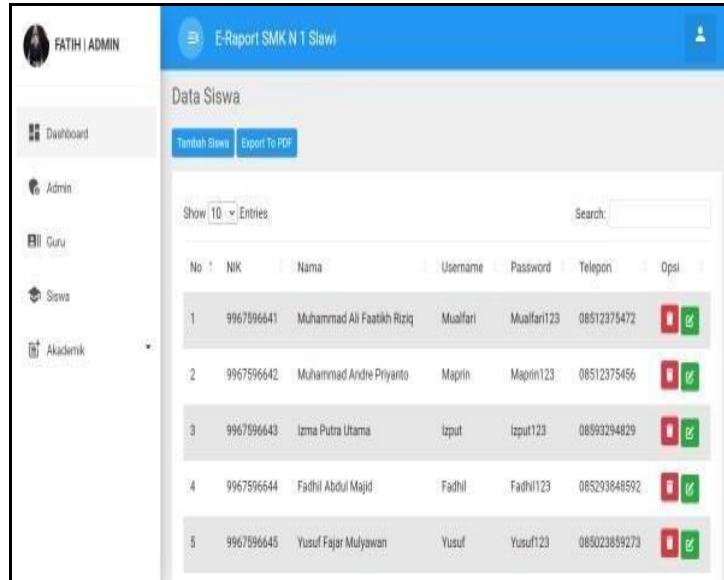 FATIH | ADMIN
E-Raport SMK N 1 Slawi
Dashboard
Admin
Guru
Siswa
Akademik
Data Siswa
Tambah Siswa Export To PDF
Show 10 Entries Search:
No NIK Nama Username Password Telepon Opsi
1 9967596641 Muhammad Ali Faatikh Riziq Mualfari Mualfari123 08512375472
2 9967596642 Muhammad Andre Priyanto Maprin Maprin123 08512375456
3 9967596643 Izma Putra Utama Izput Izput123 08593294829
4 9967596644 Fadhil Abdul Majid Fadhil Fadhil123 085293848592
5 9967596645 Yusuf Fajar Mulyawan Yusuf Yusuf123 085023859273